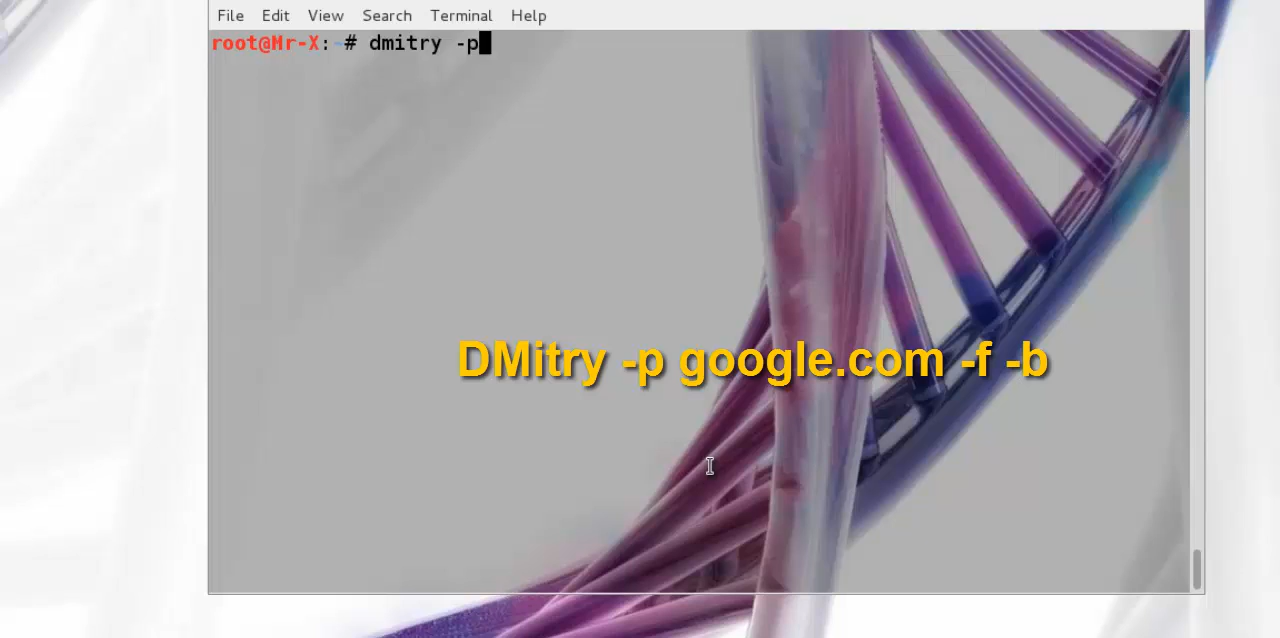 File Edit View Search Terminal Help
root@Mr-X:~# dmitry -p
DMitry -p google.com -f -b